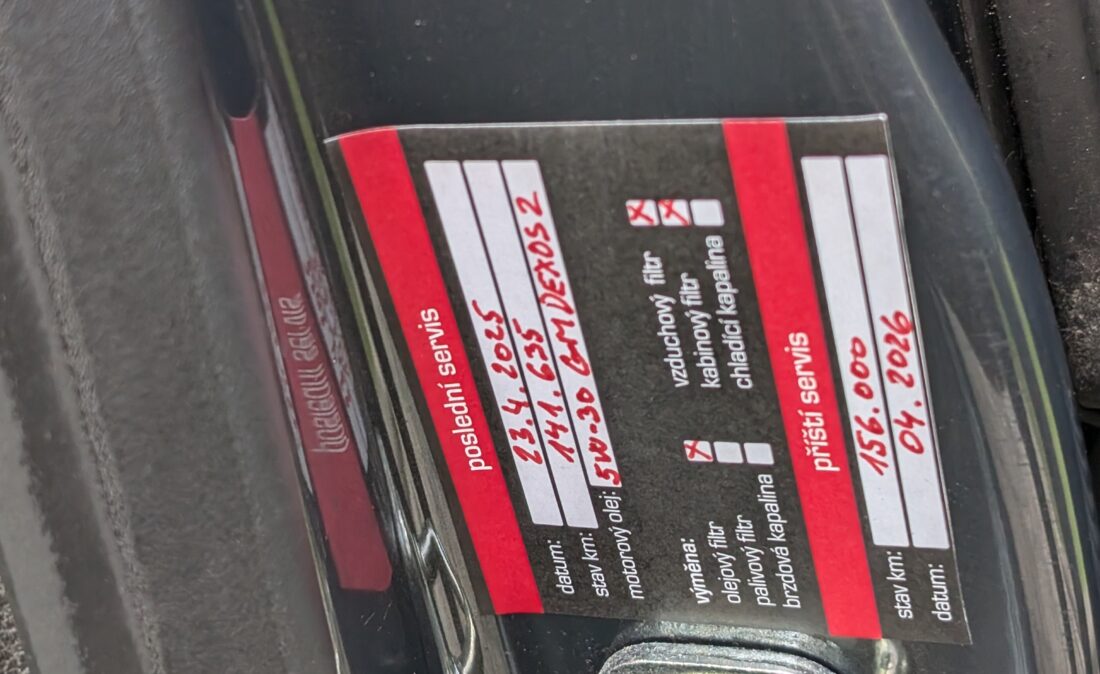 poslední servis
datum: 23.4.2025
stav km: 141.635
motorový olej: 5W-30 GM DEXOS 2
výměna:
olejový filtr X vzduchový filtr X
palivový filtr kabinový filtr X
brzdová kapalina chladící kapalina
příští servis
stav km: 156.000
datum: 04.2026